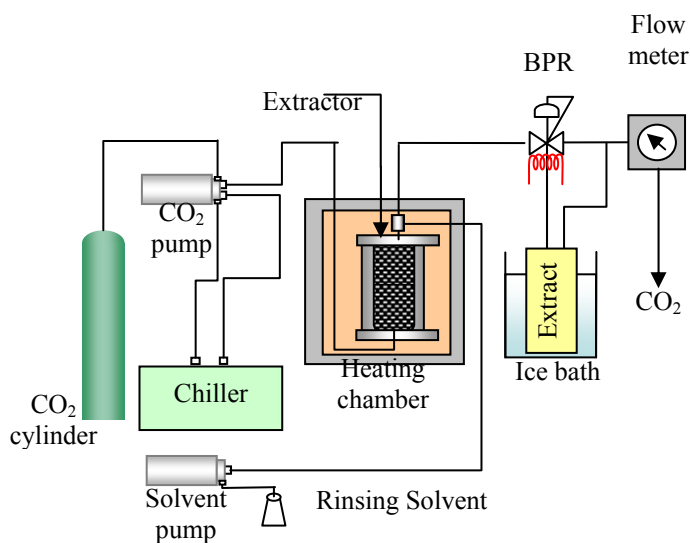 Flow
meter
BPR
Extractor
CO₂
pump
Extract
CO₂
Ice bath
Heating
chamber
Chiller
CO₂
cylinder
Solvent
pump
Rinsing Solvent